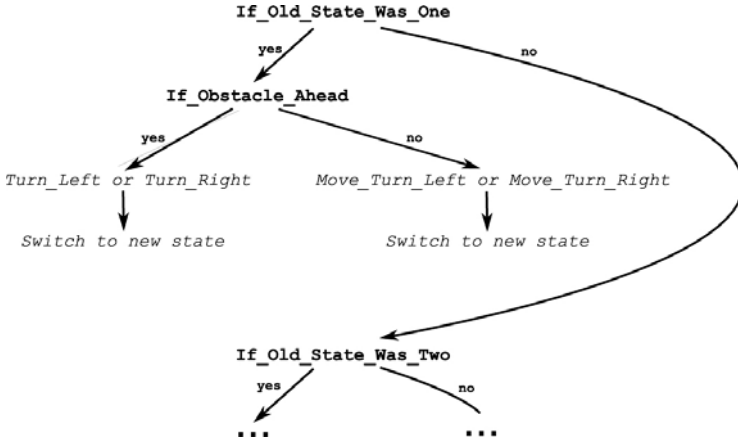 If_Old_State_Was_One
yes
no
If_Obstacle_Ahead
yes
no
Turn_Left or Turn_Right
Move_Turn_Left or Move_Turn_Right
Switch to new state
Switch to new state
If_Old_State_Was_Two
yes
no
...
...